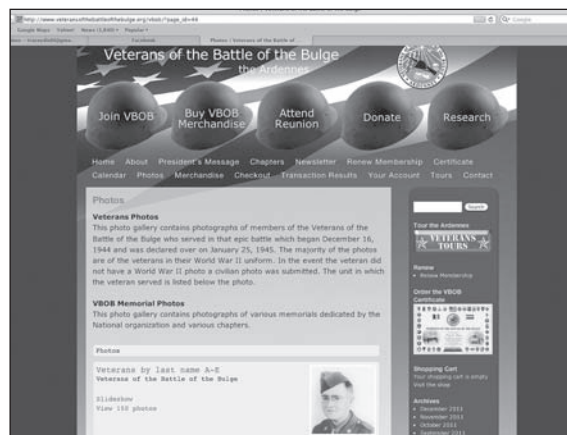 http://www.veteransofthebattleofthebulge.org/vbob/?page_id=46
Google
Google Maps Yahoo! News (1,650) Popular
Facebook
Photos | Veterans of the Battle of ...
Veterans of the Battle of the Bulge
the Ardennes
Join VBOB
Buy VBOB Merchandise
Attend Reunion
Donate
Research
Home About President's Message Chapters Newsletter Renew Membership Certificate
Calendar Photos Merchandise Checkout Transaction Results Your Account Tours Contact
Photos
Veterans Photos
This photo gallery contains photographs of members of the Veterans of the
Battle of the Bulge who served in that epic battle which began December 16,
1944 and was declared over on January 25, 1945. The majority of the photos
are of the veterans in their World War II uniform. In the event the veteran did
not have a World War II photo a civilian photo was submitted. The unit in which
the veteran served is listed below the photo.
VBOB Memorial Photos
This photo gallery contains photographs of various memorials dedicated by the
National organization and various chapters.
Photos
Veterans by last name A-E
Veterans of the Battle of the Bulge
Slideshow
View 150 photos
Search
Tour the Ardennes
VETERANS
TOURS
Renew
Renew Membership
Order the VBOB
Certificate
Shopping Cart
Your shopping cart is empty
Visit the shop
Archives
December 2011
November 2011
October 2011
September 2011